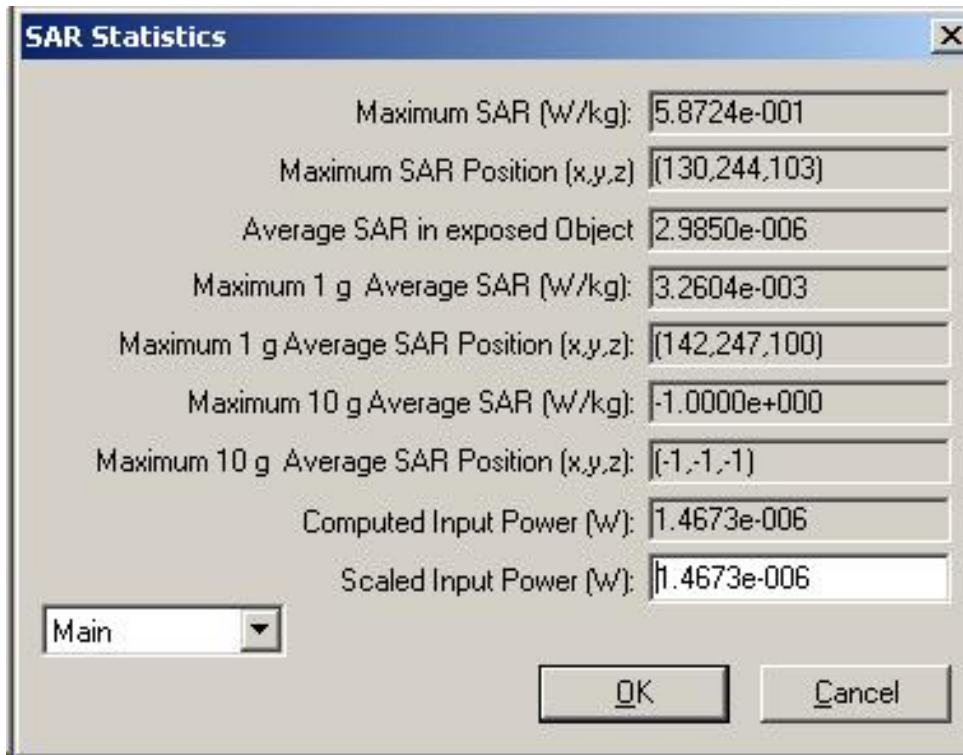 SAR Statistics
Maximum SAR (W/kg): 5.8724e-001
Maximum SAR Position (x,y,z) (130,244,103)
Average SAR in exposed Object 2.9850e-006
Maximum 1 g Average SAR (W/kg): 3.2604e-003
Maximum 1 g Average SAR Position (x,y,z): (142,247,100)
Maximum 10 g Average SAR (W/kg): -1.0000e+000
Maximum 10 g Average SAR Position (x,y,z): (-1,-1,-1)
Computed Input Power (W): 1.4673e-006
Scaled Input Power (W): 1.4673e-006
Main
OK Cancel